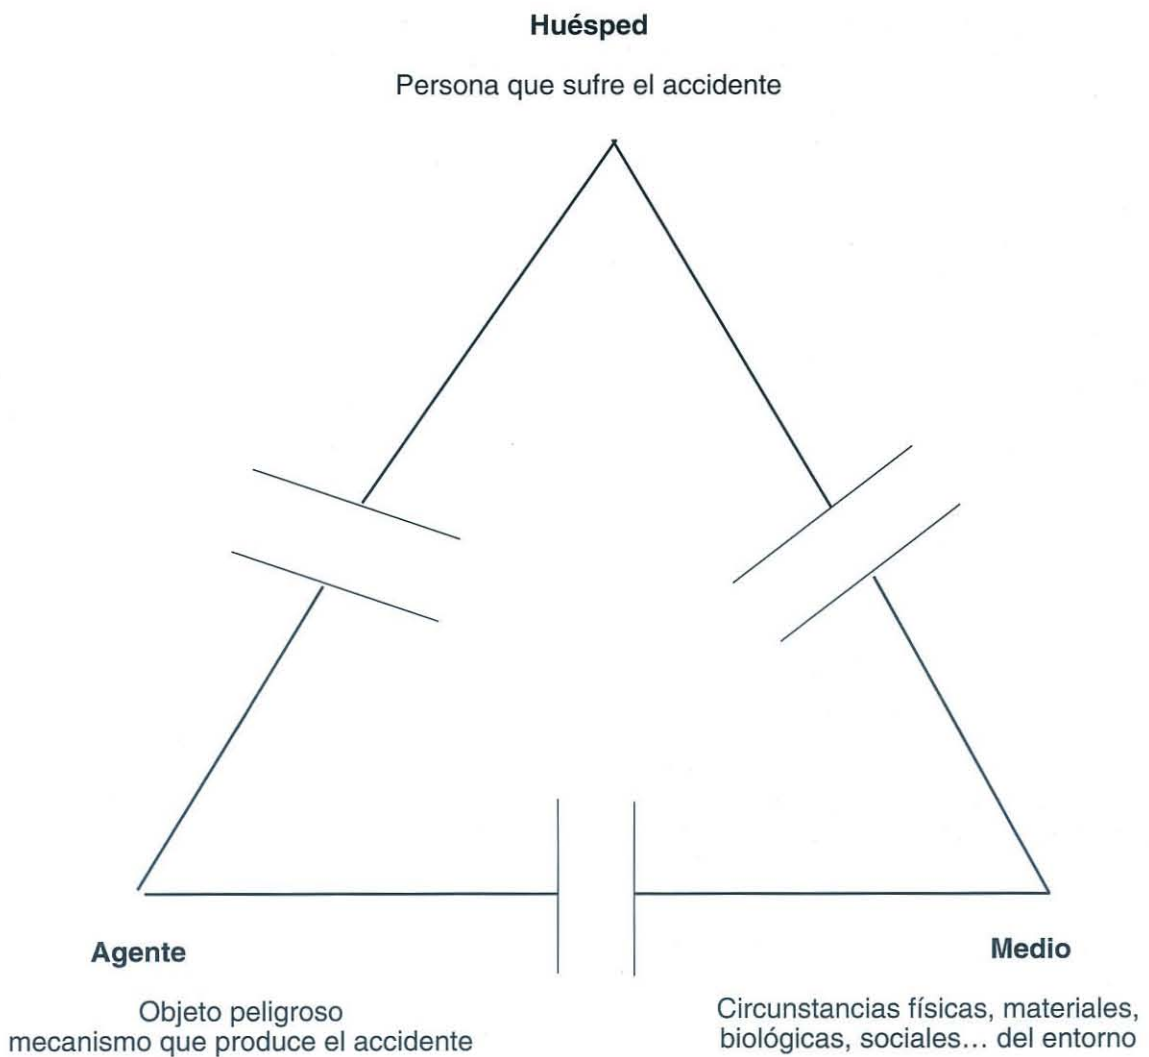 Huésped
Persona que sufre el accidente
Agente
Objeto peligroso
mecanismo que produce el accidente
Medio
Circunstancias físicas, materiales,
biológicas, sociales... del entorno